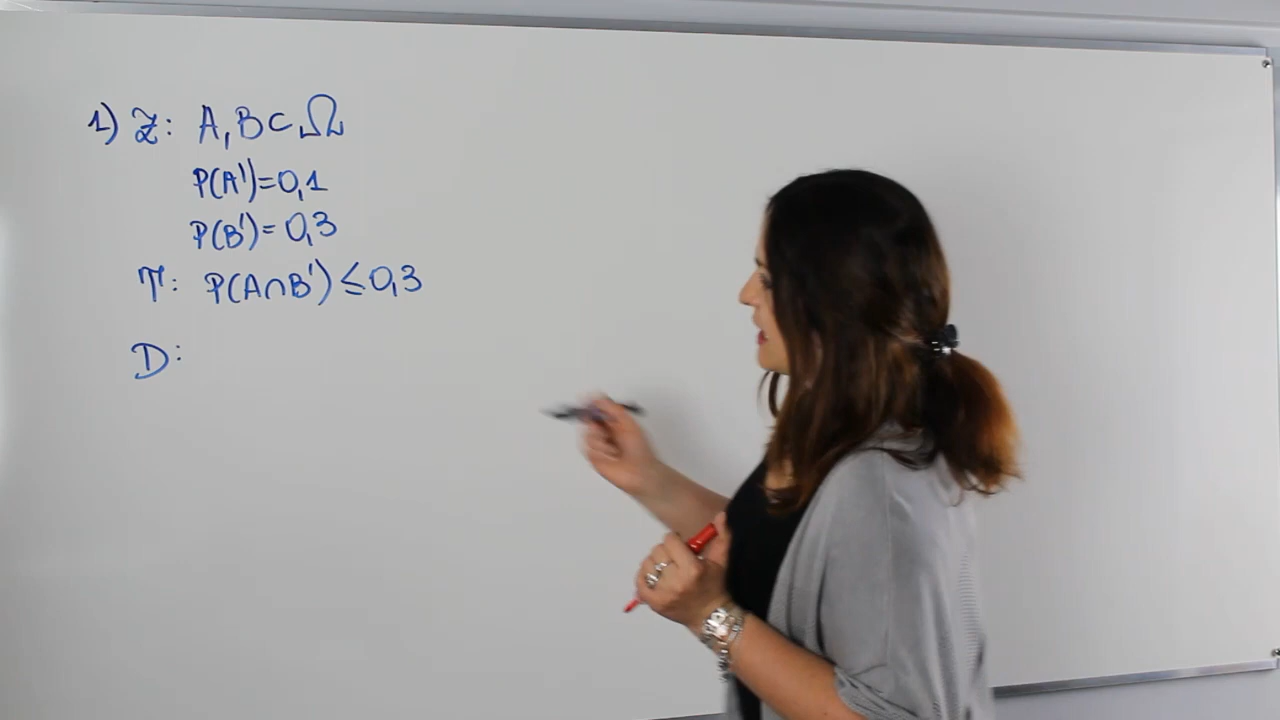 1) Z: A, B ⊂ Ω
P(A')=0,1
P(B')=0,3
T: P(A∩B') ≤ 0,3
D: